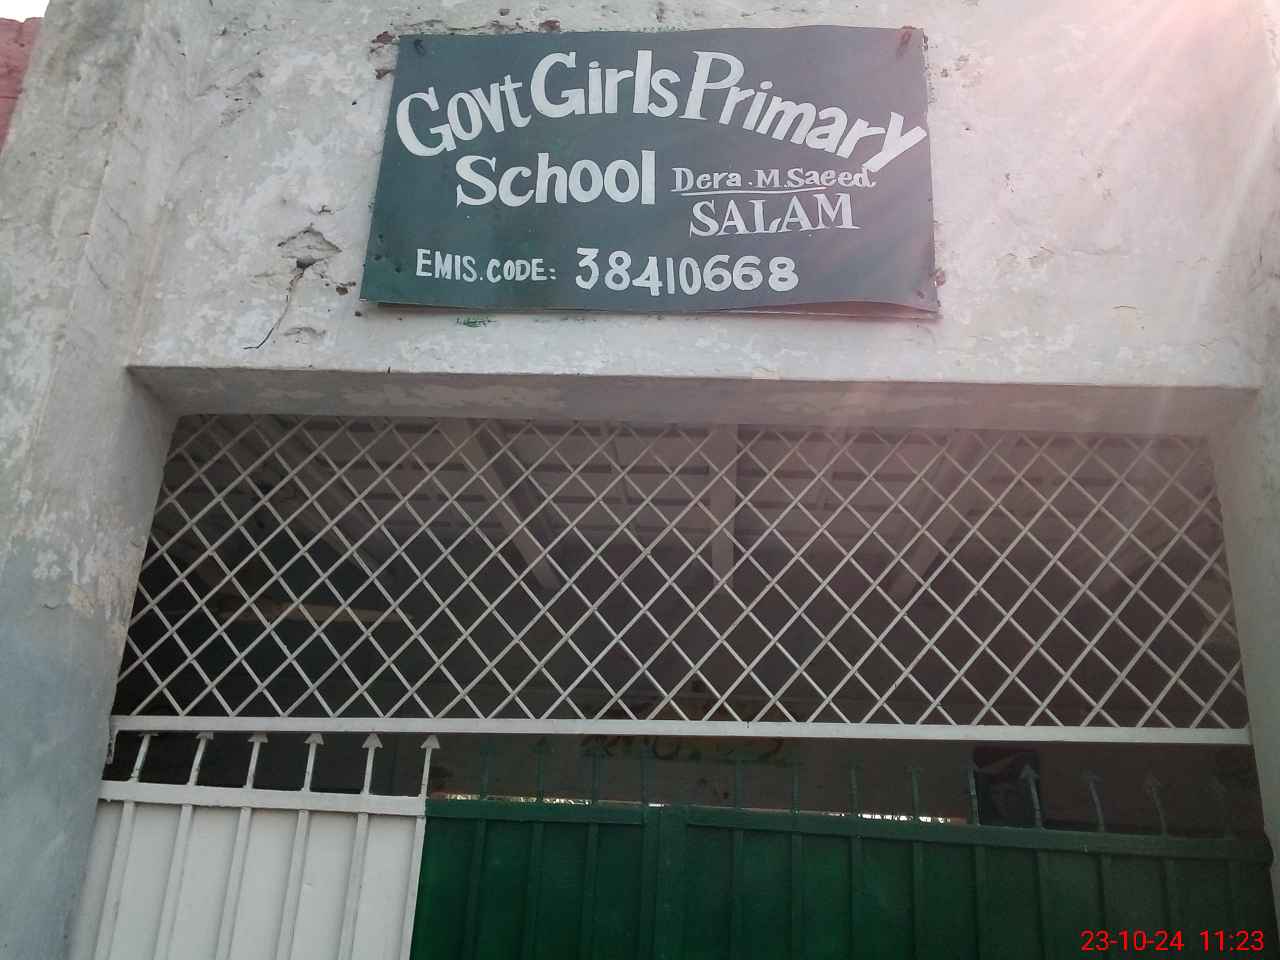 Govt Girls Primary
School Dera.M.Saeed
SALAM
EMIS.CODE: 38410668
23-10-24 11:23